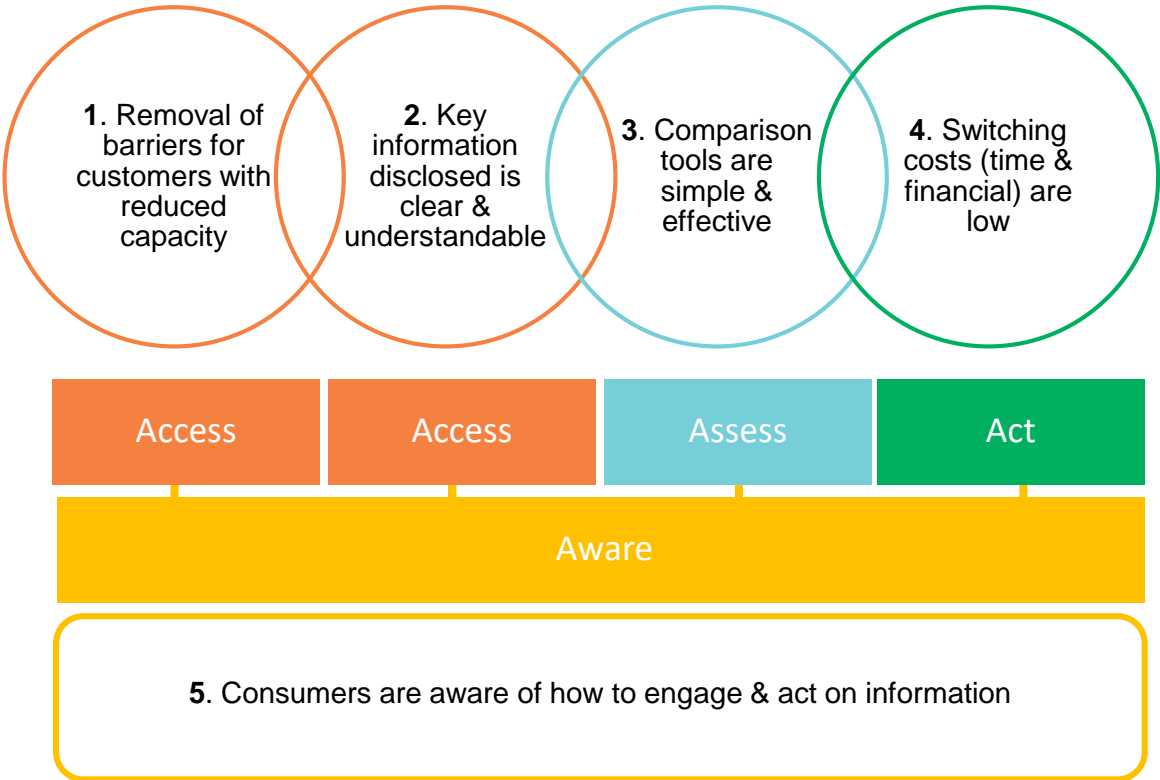 1. Removal of
barriers for
customers with
reduced
capacity
2. Key
information
disclosed is
clear &
understandable
3. Comparison
tools are
simple &
effective
4. Switching
costs (time &
financial) are
low
Access
Access
Assess
Act
Aware
5. Consumers are aware of how to engage & act on information